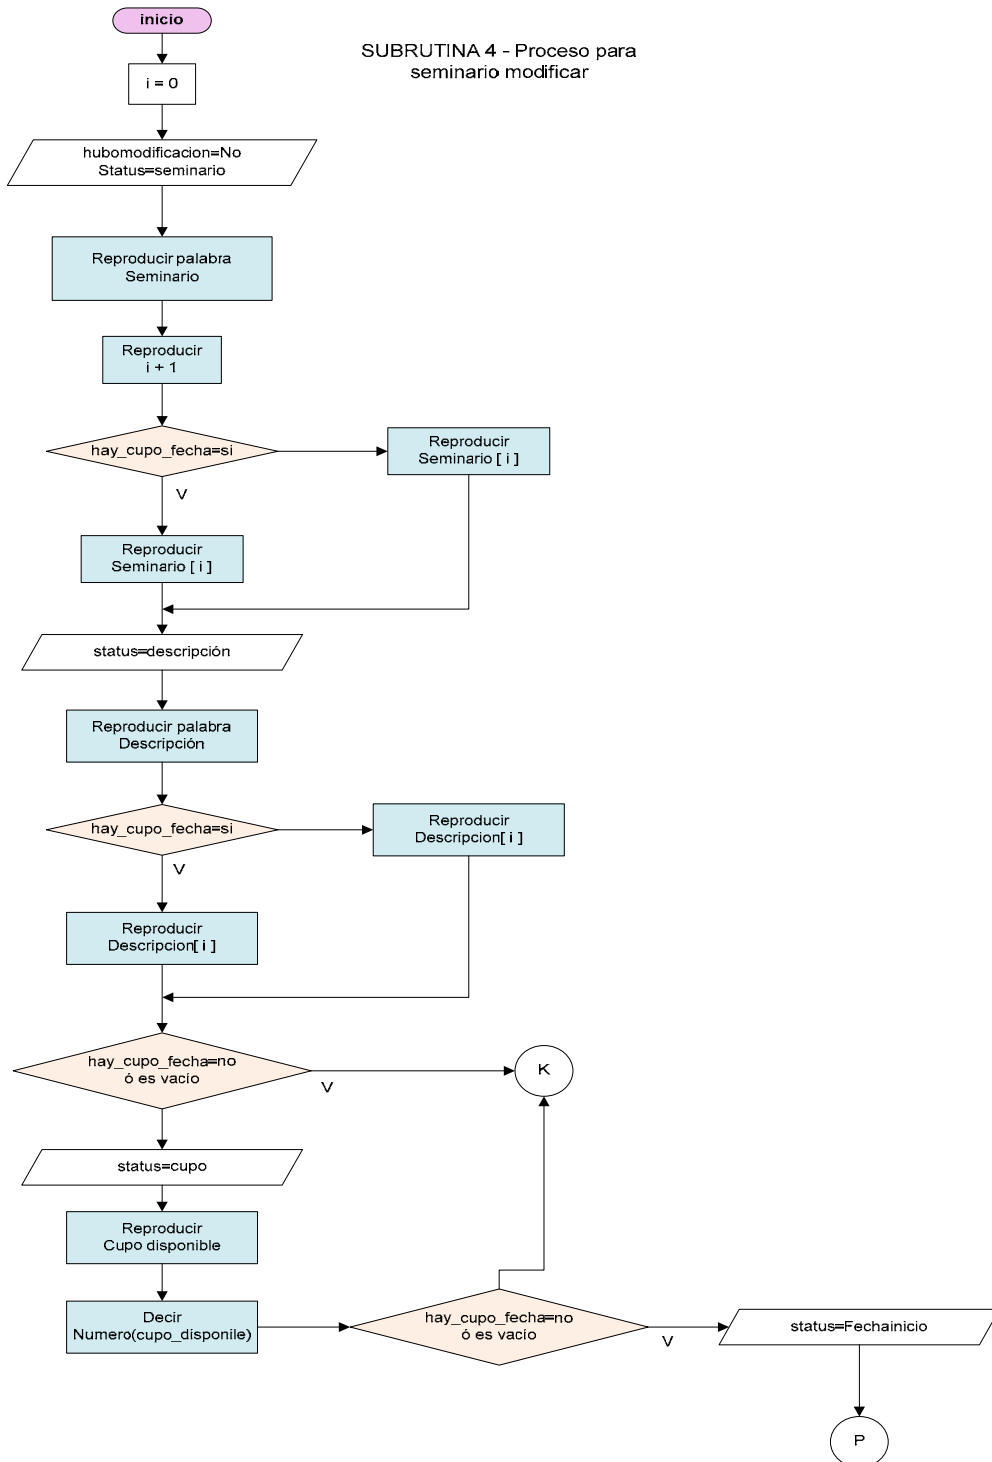 inicio
SUBRUTINA 4 - Proceso para
seminario modificar
i = 0
hubomodificacion=No
Status=seminario
Reproducir palabra
Seminario
Reproducir
i + 1
hay_cupo_fecha=si
V
Reproducir
Seminario [ i ]
Reproducir
Seminario [ i ]
status=descripción
Reproducir palabra
Descripción
hay_cupo_fecha=si
V
Reproducir
Descripcion[ i ]
Reproducir
Descripcion[ i ]
hay_cupo_fecha=no
ó es vacío
V
K
status=cupo
Reproducir
Cupo disponible
Decir
Numero(cupo_disponile)
hay_cupo_fecha=no
ó es vacío
V
status=Fechainicio
P